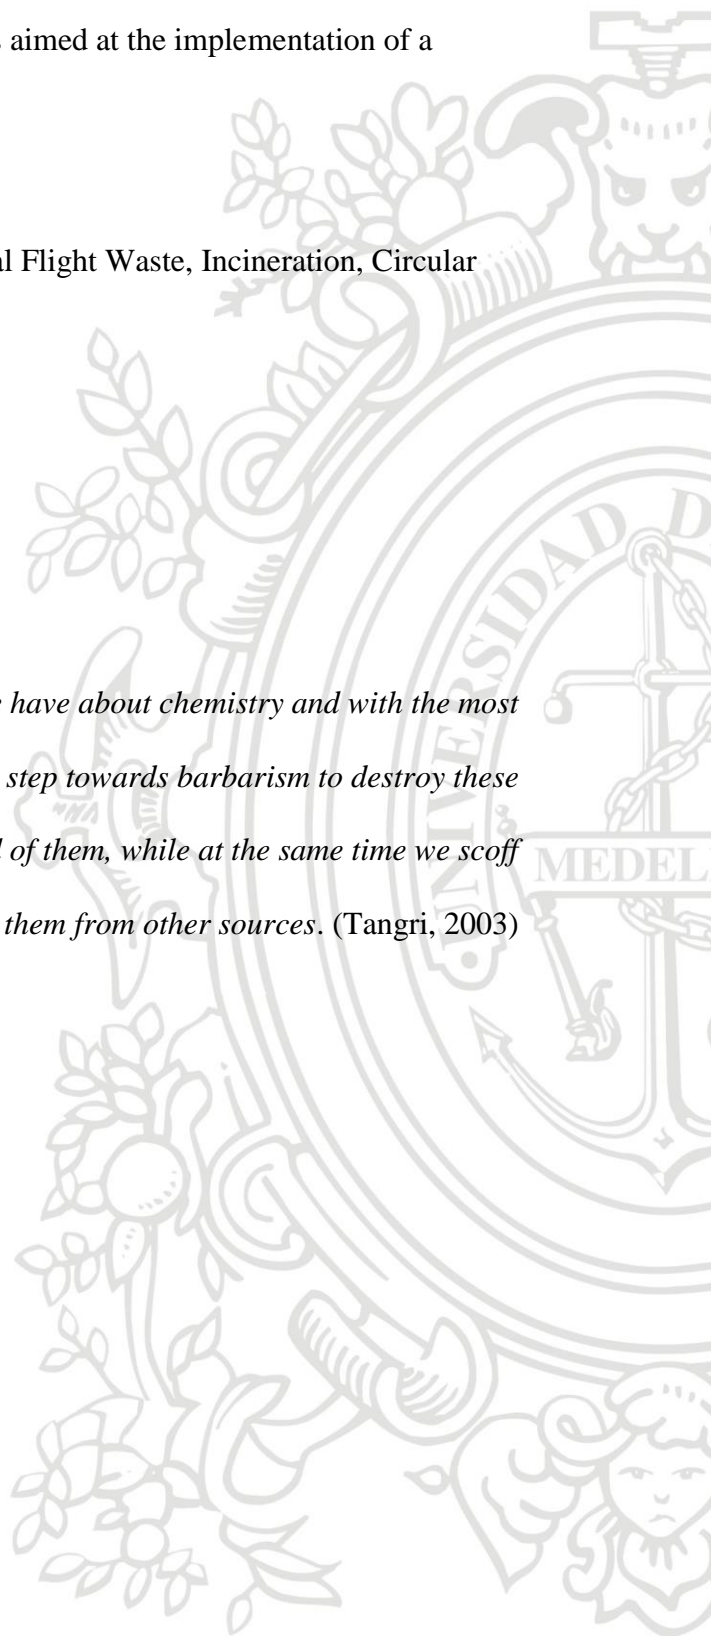 aimed at the implementation of a
al Flight Waste, Incineration, Circular
have about chemistry and with the most
step towards barbarism to destroy these
of them, while at the same time we scoff
them from other sources. (Tangri, 2003)
UNIVERSIDAD D
MEDEL